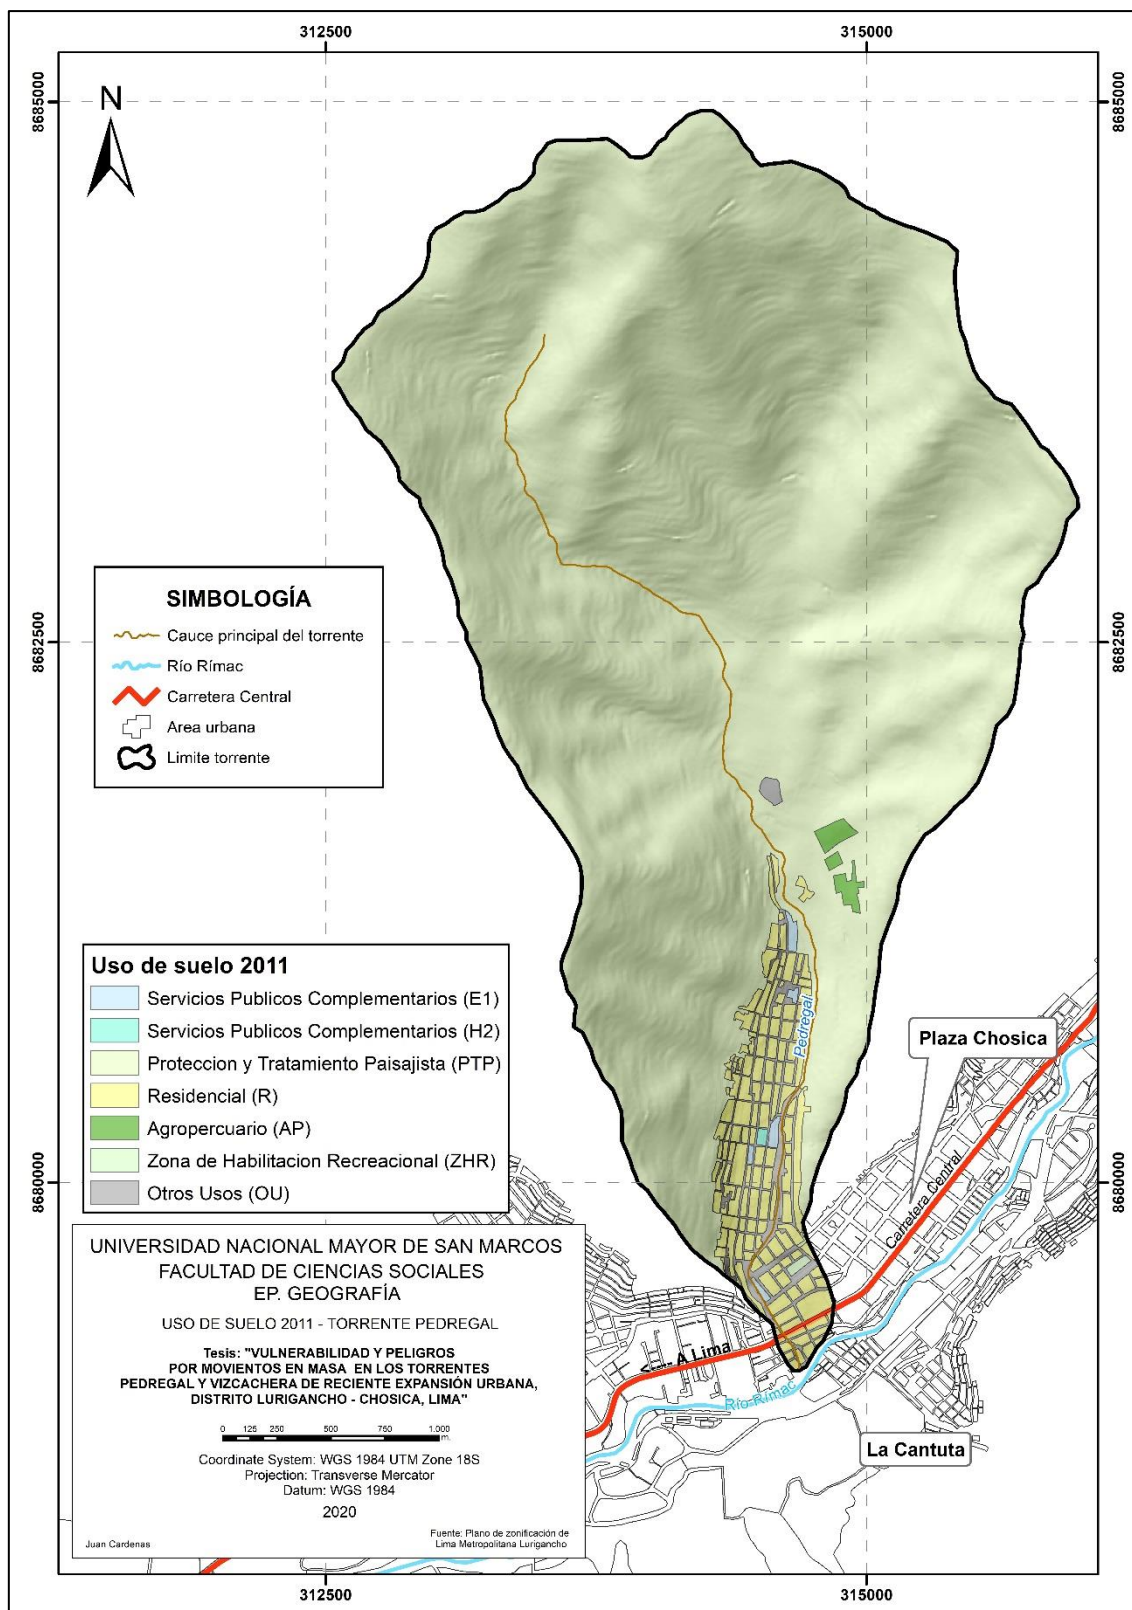 312500
315000
8685000
8685000
N
8682500
8682500
SIMBOLOGÍA
Cauce principal del torrente
Río Rímac
Carretera Central
Area urbana
Limite torrente
Pedregal
Uso de suelo 2011
Servicios Publicos Complementarios (E1)
Servicios Publicos Complementarios (H2)
Proteccion y Tratamiento Paisajista (PTP)
Residencial (R)
Agropercuario (AP)
Zona de Habilitacion Recreacional (ZHR)
Otros Usos (OU)
Plaza Chosica
Carretera Central
8680000
8680000
UNIVERSIDAD NACIONAL MAYOR DE SAN MARCOS
FACULTAD DE CIENCIAS SOCIALES
EP. GEOGRAFÍA
USO DE SUELO 2011 - TORRENTE PEDREGAL
Tesis: "VULNERABILIDAD Y PELIGROS
POR MOVIENTOS EN MASA EN LOS TORRENTES
PEDREGAL Y VIZCACHERA DE RECIENTE EXPANSIÓN URBANA,
DISTRITO LURIGANCHO - CHOSICA, LIMA"
0 125 250 500 750 1.000
m.
Coordinate System: WGS 1984 UTM Zone 18S
Projection: Transverse Mercator
Datum: WGS 1984
2020
Juan Cardenas
Fuente: Plano de zonificación de
Lima Metropolitana Lurigancho
<---- A Lima
Río Rímac
La Cantuta
312500
315000